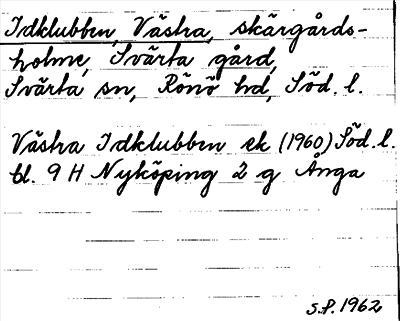 Idklubben, Västra, skärgårds-
holme, Svärta gård,
Svärta sn, Rönö hd, Söd. l.
Västra Idklubben ek (1960) Söd. l.
bl. 9 H Nyköping 2 g Ånga
S.P. 1962